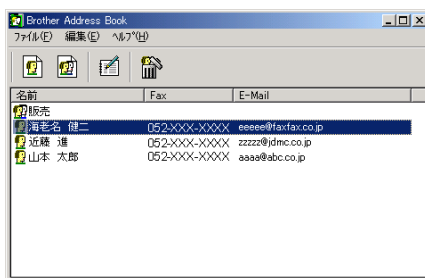 Brother Address Book
ファイル(F) 編集(E) ヘルプ(H)
名前 Fax E-Mail
販売
海老名 健二 052-XXX-XXXX eeeee@faxfax.co.jp
近藤 進 052-XXX-XXXX zzzzz@jdmc.co.jp
山本 太郎 052-XXX-XXXX aaaa@abc.co.jp